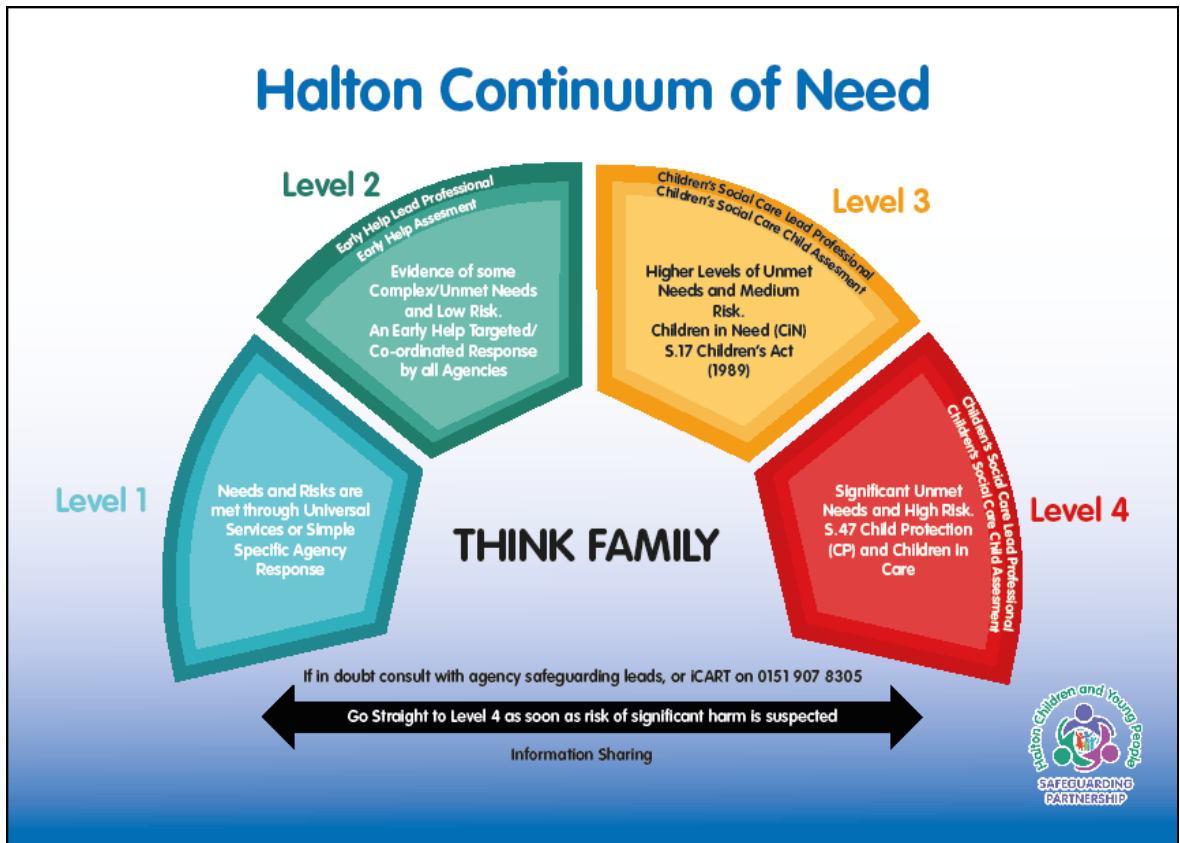 Halton Continuum of Need
Level 1
Needs and Risks are
met through Universal
Services or Simple
Specific Agency
Response
Level 2
Early Help Lead Professional
Early Help Assesment
Evidence of some
Complex/Unmet Needs
and Low Risk.
An Early Help Targeted/
Co-ordinated Response
by all Agencies
Level 3
Children's Social Care Lead Professional
Children's Social Care Child Assesment
Higher Levels of Unmet
Needs and Medium
Risk.
Children in Need (CiN)
S.17 Children's Act
(1989)
Level 4
Children's Social Care Lead Professional
Children's Social Care Child Assesment
Significant Unmet
Needs and High Risk.
S.47 Child Protection
(CP) and Children in
Care
THINK FAMILY
If in doubt consult with agency safeguarding leads, or iCART on 0151 907 8305
Go Straight to Level 4 as soon as risk of significant harm is suspected
Information Sharing
Halton Children and Young People
SAFEGUARDING
PARTNERSHIP